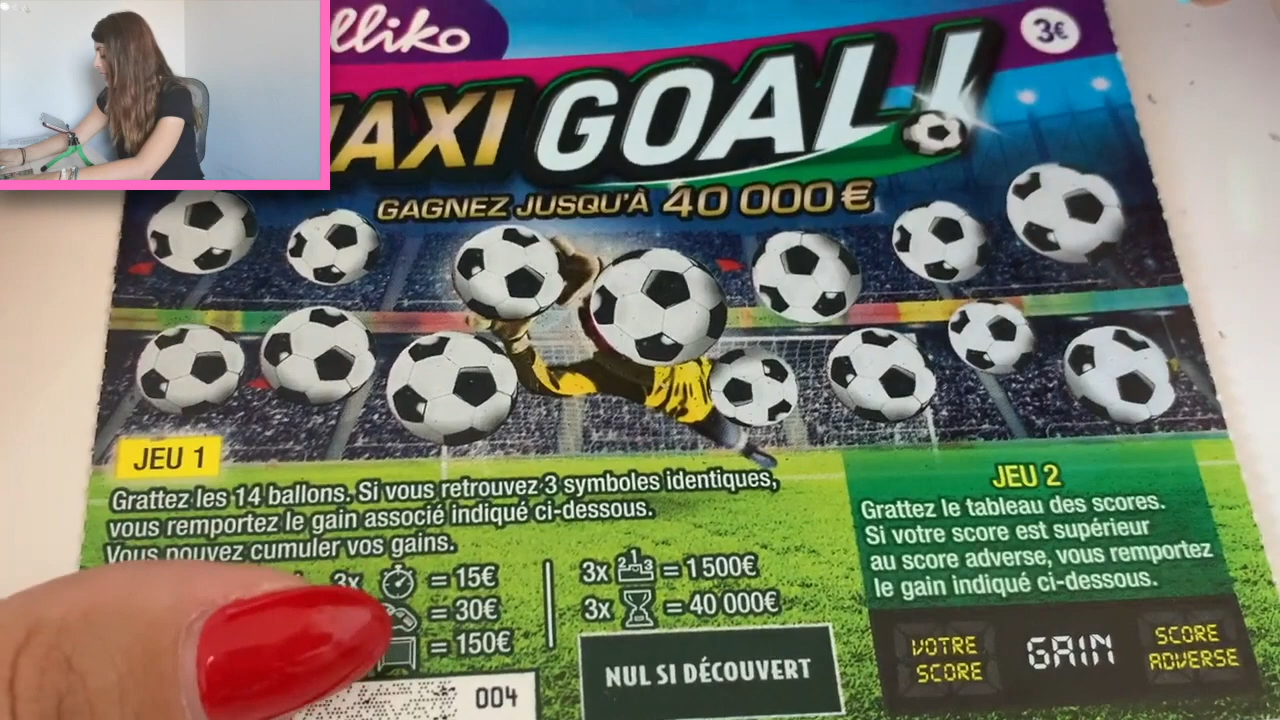 lliko
3€
MAXI GOAL!
GAGNEZ JUSQU'À 40 000 €
JEU 1
Grattez les 14 ballons. Si vous retrouvez 3 symboles identiques,
vous remportez le gain associé indiqué ci-dessous.
Vous pouvez cumuler vos gains.
3x = 15€
= 30€
= 150€
3x = 1 500€
3x = 40 000€
JEU 2
Grattez le tableau des scores.
Si votre score est supérieur
au score adverse, vous remportez
le gain indiqué ci-dessous.
VOTRE
SCORE
GAIN
SCORE
ADVERSE
NUL SI DÉCOUVERT
004